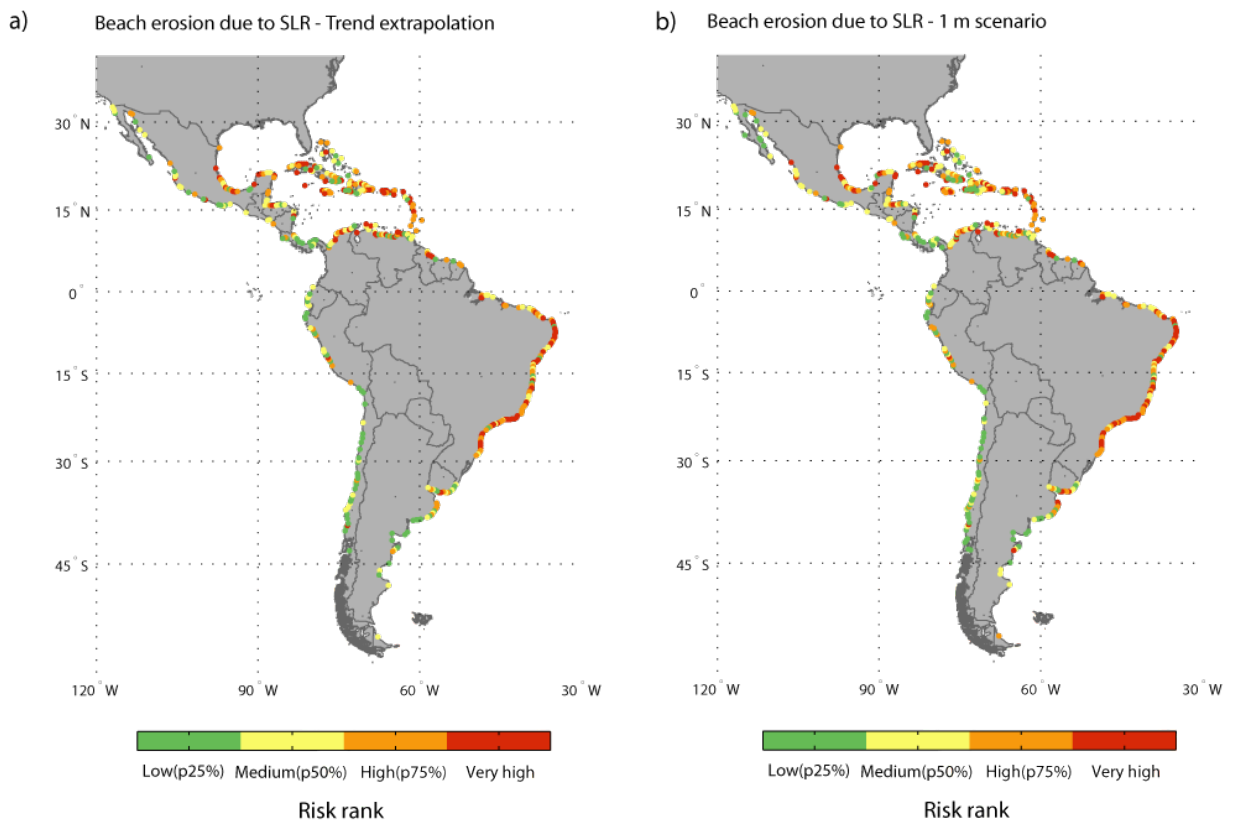 a) Beach erosion due to SLR - Trend extrapolation
30° N
15° N
0°
15° S
30° S
45° S
120° W 90° W 60° W 30° W
Low(p25%) Medium(p50%) High(p75%) Very high
Risk rank
b) Beach erosion due to SLR - 1 m scenario
30° N
15° N
0°
15° S
30° S
45° S
120° W 90° W 60° W 30° W
Low(p25%) Medium(p50%) High(p75%) Very high
Risk rank